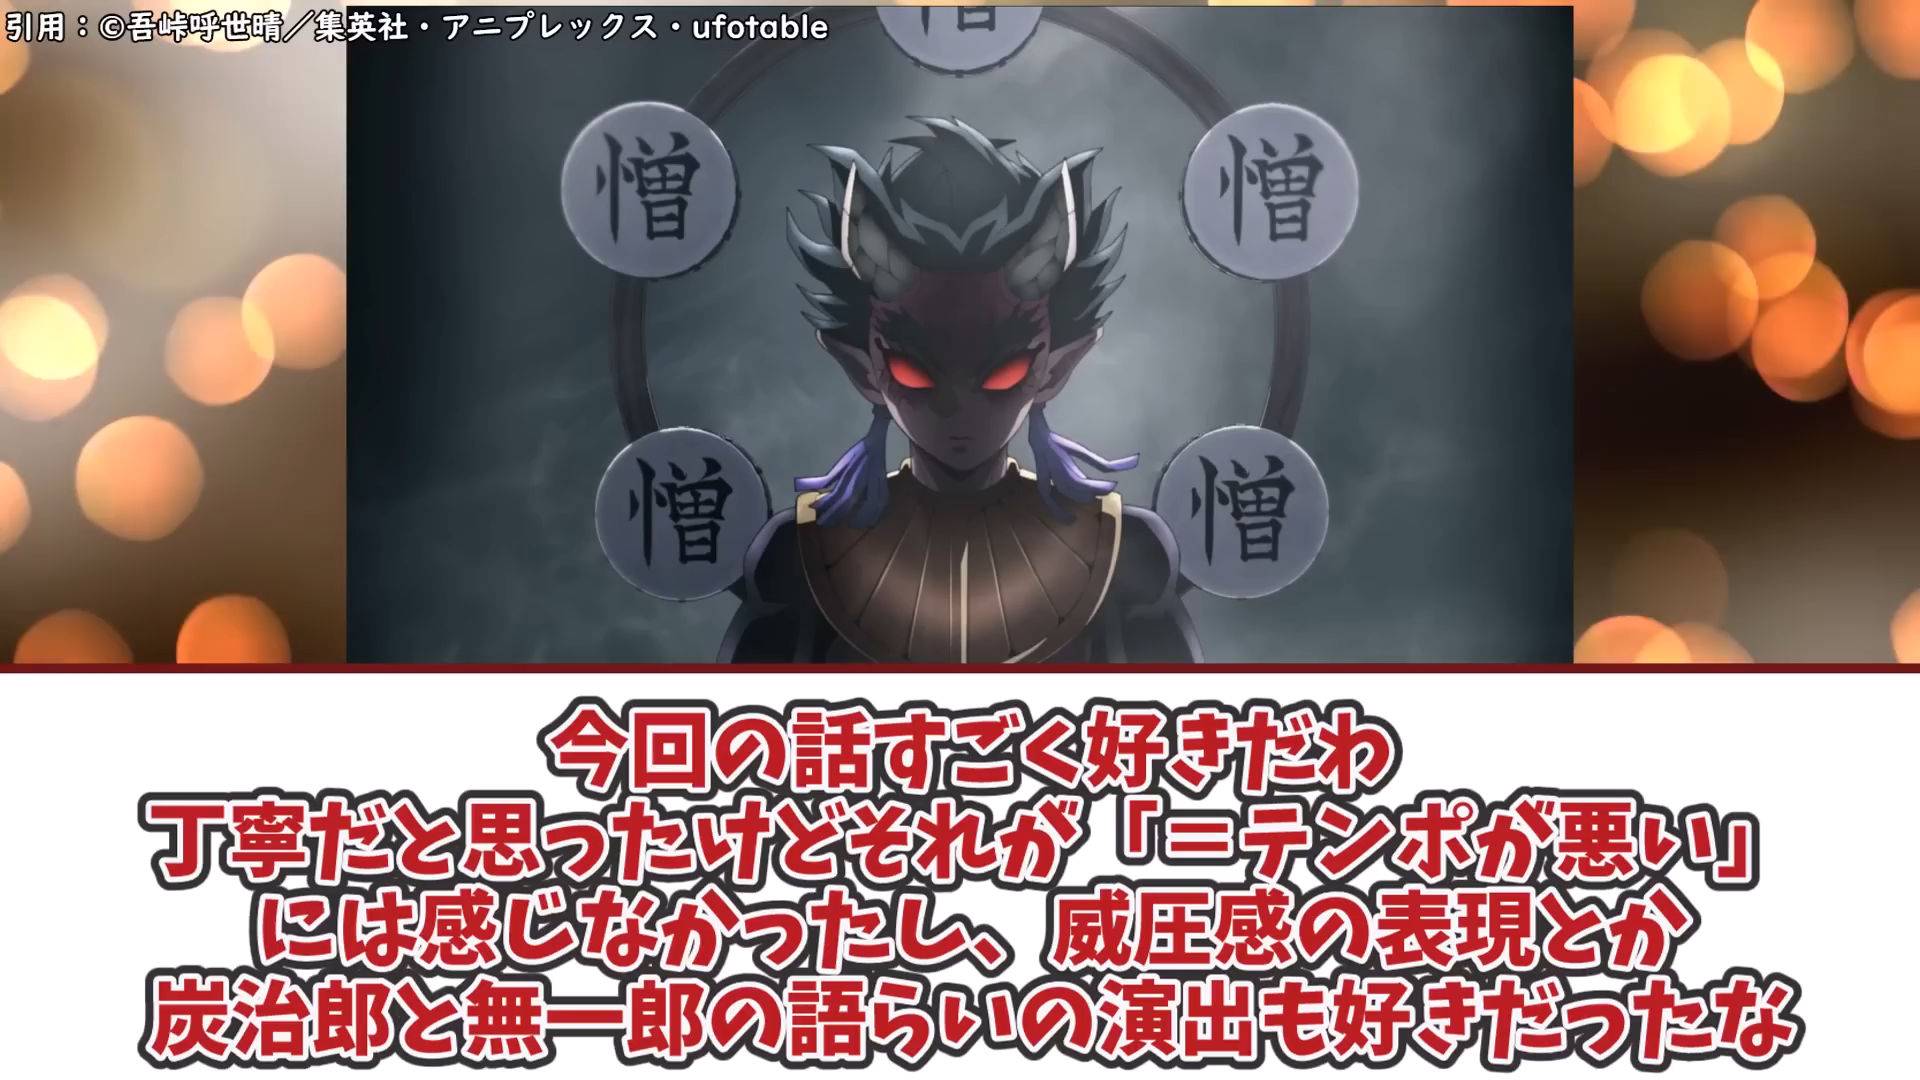 引用：©吾峠呼世晴／集英社・アニプレックス・ufotable
憎
憎
憎
憎
憎
今回の話すごく好きだわ
丁寧だと思ったけどそれが「＝テンポが悪い」
には感じなかったし、威圧感の表現とか
炭治郎と無一郎の語らいの演出も好きだったな